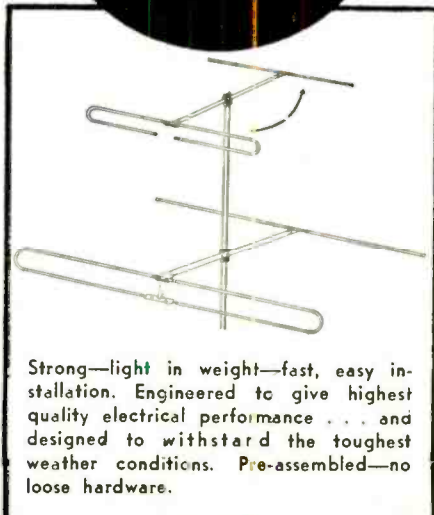 Strong—light in weight—fast, easy in-
stallation. Engineered to give highest
quality electrical performance . . . and
designed to withstard the toughest
weather conditions. Pre-assembled—no
loose hardware.